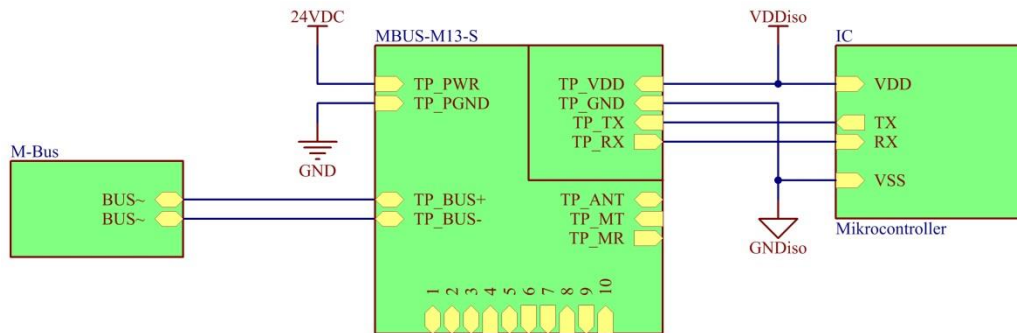 24VDC
VDDiso
MBUS-M13-S
IC
TP_PWR
TP_PGND
TP_VDD
TP_GND
TP_TX
TP_RX
VDD
TX
RX
VSS
GND
M-Bus
BUS~
BUS~
TP_BUS+
TP_BUS-
TP_ANT
TP_MT
TP_MR
GNDiso
Mikrocontroller
1 2 3 4 5 6 7 8 9 10